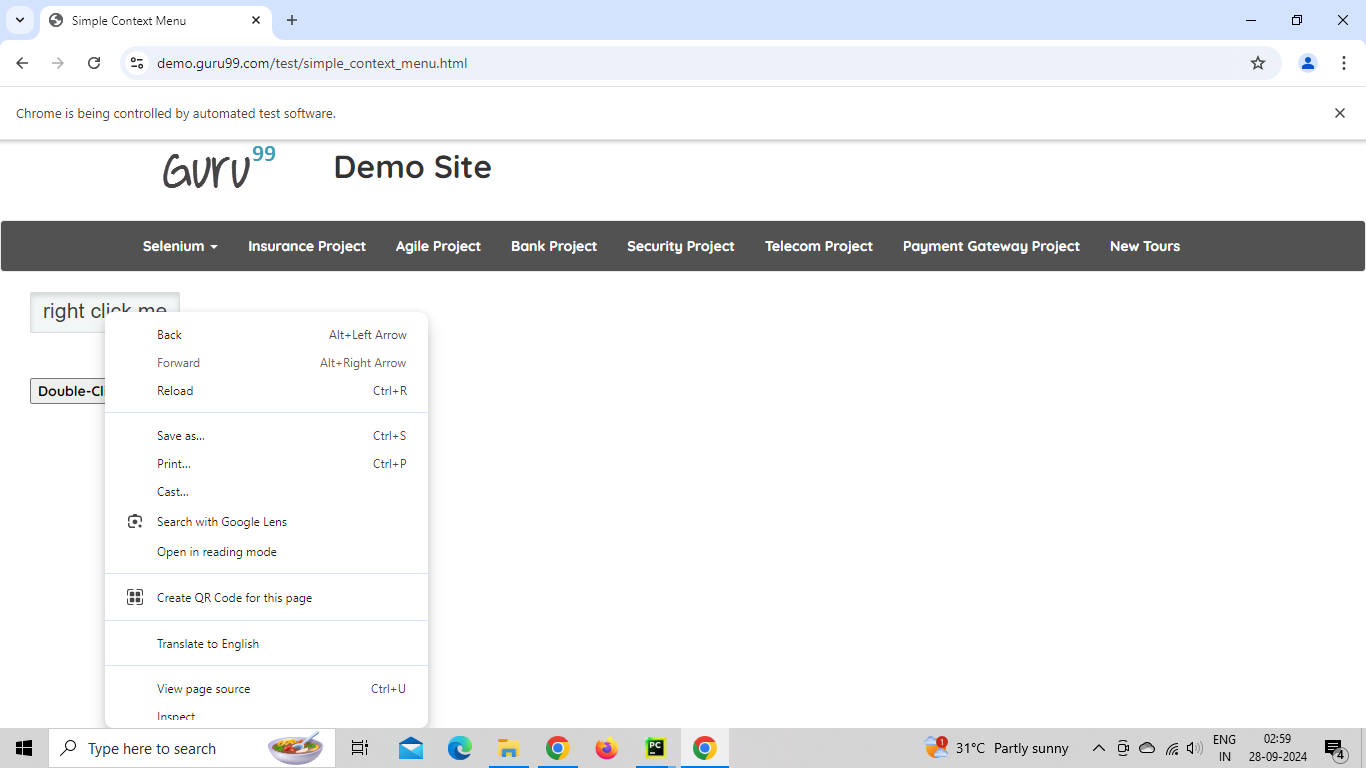 Simple Context Menu
demo.guru99.com/test/simple_context_menu.html
Chrome is being controlled by automated test software.
Guru99 Demo Site
Selenium Insurance Project Agile Project Bank Project Security Project Telecom Project Payment Gateway Project New Tours
right click me
Back Alt+Left Arrow
Forward Alt+Right Arrow
Reload Ctrl+R
Double-Cl
Save as... Ctrl+S
Print... Ctrl+P
Cast...
Search with Google Lens
Open in reading mode
Create QR Code for this page
Translate to English
View page source Ctrl+U
Inspect
Type here to search PC 1 31°C Partly sunny ENG 02:59
IN 28-09-2024 4